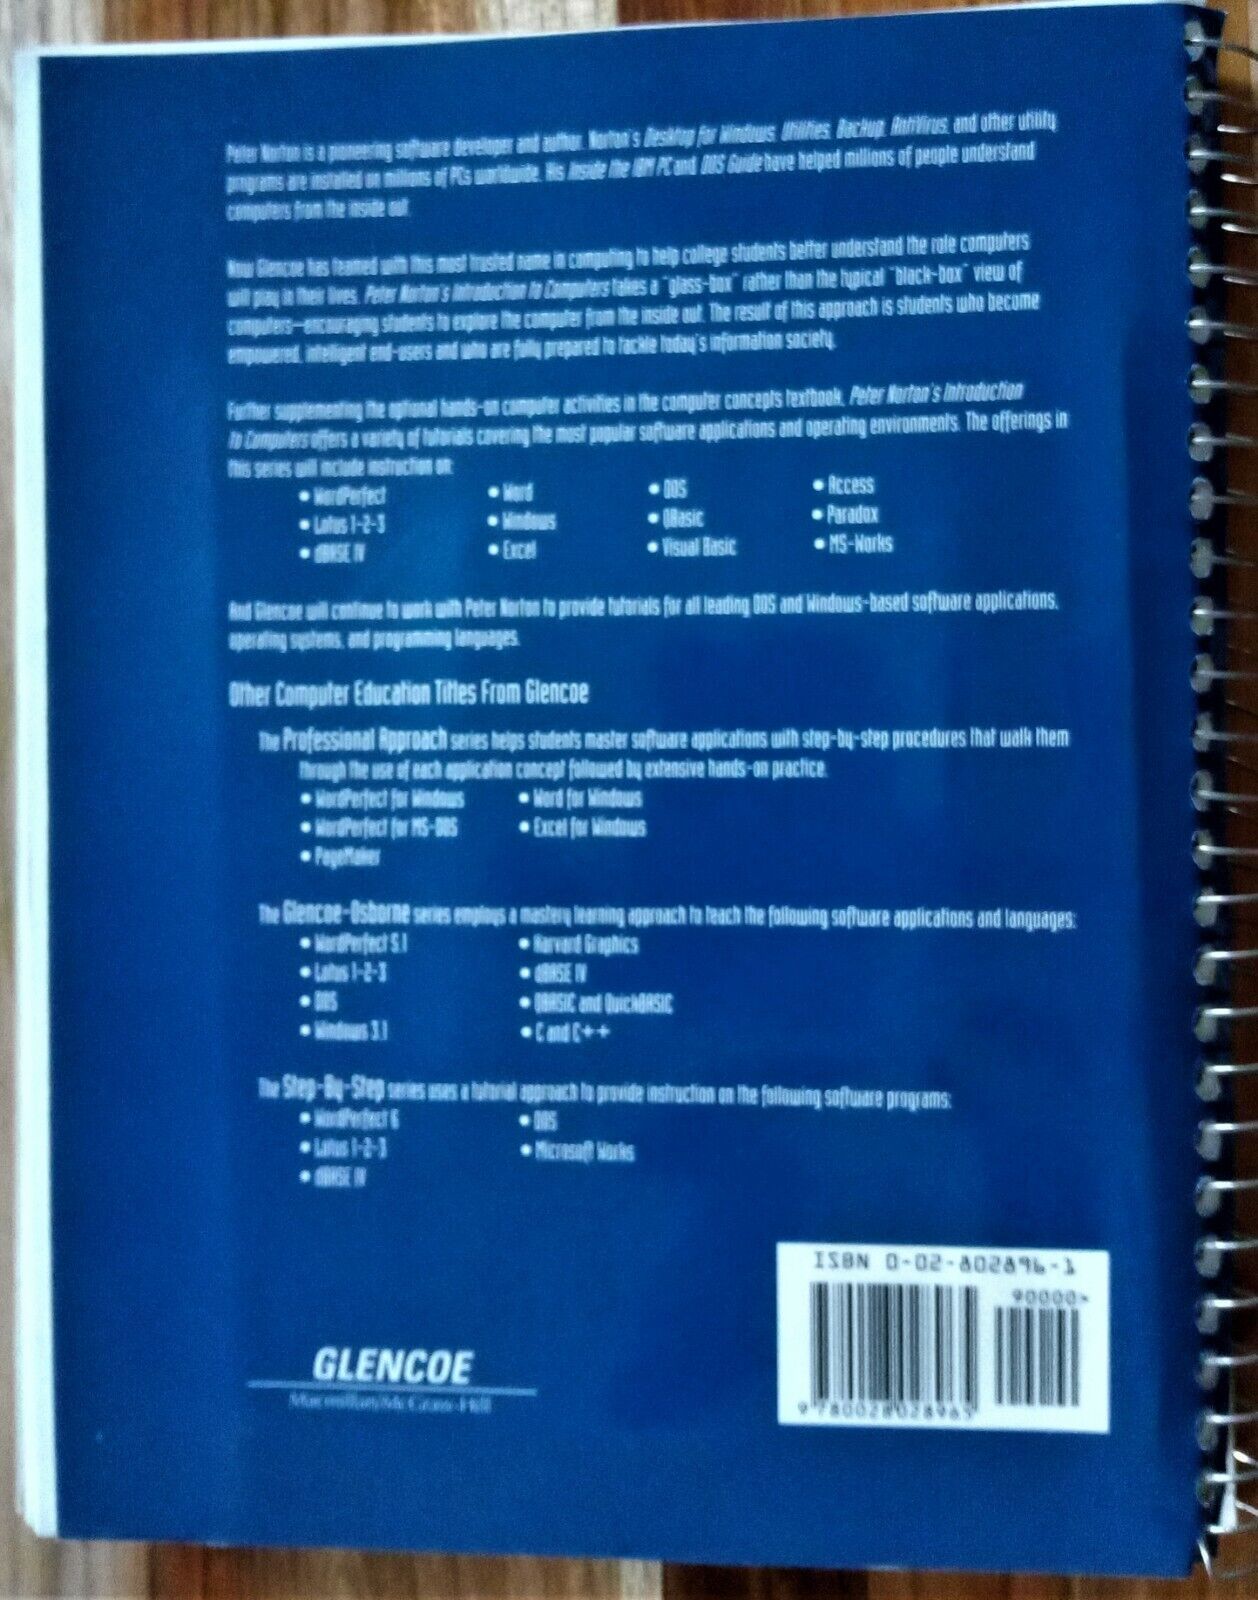 Peter Norton is a pioneering software developer and author. Norton's Desktop for Windows, Utilities, Backup, AntiVirus, and other utility
programs are installed on millions of PCs worldwide. His Inside the IBM PC and DOS Guide have helped millions of people understand
computers from the inside out.
Now Glencoe has teamed with this most trusted name in computing to help college students better understand the role computers
will play in their lives. Peter Norton's Introduction to Computers takes a "glass-box" rather than the typical "black-box" view of
computers—encouraging students to explore the computer from the inside out. The result of this approach is students who become
empowered, intelligent end-users and who are fully prepared to tackle today's information society.
Further supplementing the optional hands-on computer activities in the computer concepts textbook, Peter Norton's Introduction
to Computers offers a variety of tutorials covering the most popular software applications and operating environments. The offerings in
this series will include instruction on:
• WordPerfect • Word • DOS • Access
• Lotus 1-2-3 • Windows • QBasic • Paradox
• dBASE IV • Excel • Visual Basic • MS-Works
And Glencoe will continue to work with Peter Norton to provide tutorials for all leading DOS and Windows-based software applications,
operating systems, and programming languages.
Other Computer Education Titles From Glencoe
The Professional Approach series helps students master software applications with step-by-step procedures that walk them
through the use of each application concept followed by extensive hands-on practice.
• WordPerfect for Windows • Word for Windows
• WordPerfect for MS-DOS • Excel for Windows
• PageMaker
The Glencoe-Osborne series employs a mastery learning approach to teach the following software applications and languages:
• WordPerfect 5.1 • Harvard Graphics
• Lotus 1-2-3 • dBASE IV
• DOS • QBASIC and QuickBASIC
• Windows 3.1 • C and C++
The Step-By-Step series uses a tutorial approach to provide instruction on the following software programs:
• WordPerfect 6 • DOS
• Lotus 1-2-3 • Microsoft Works
• dBASE IV
ISBN 0-02-802896-1
90000>
9 780028028965
GLENCOE
Macmillan/McGraw-Hill